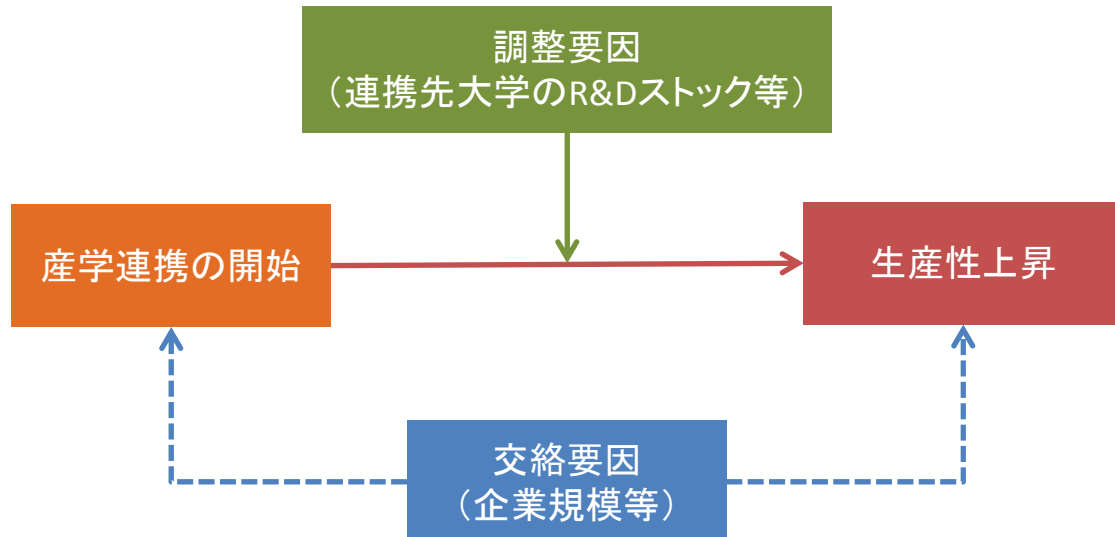 調整要因
（連携先大学のR&Dストック等）
産学連携の開始
生産性上昇
交絡要因
（企業規模等）